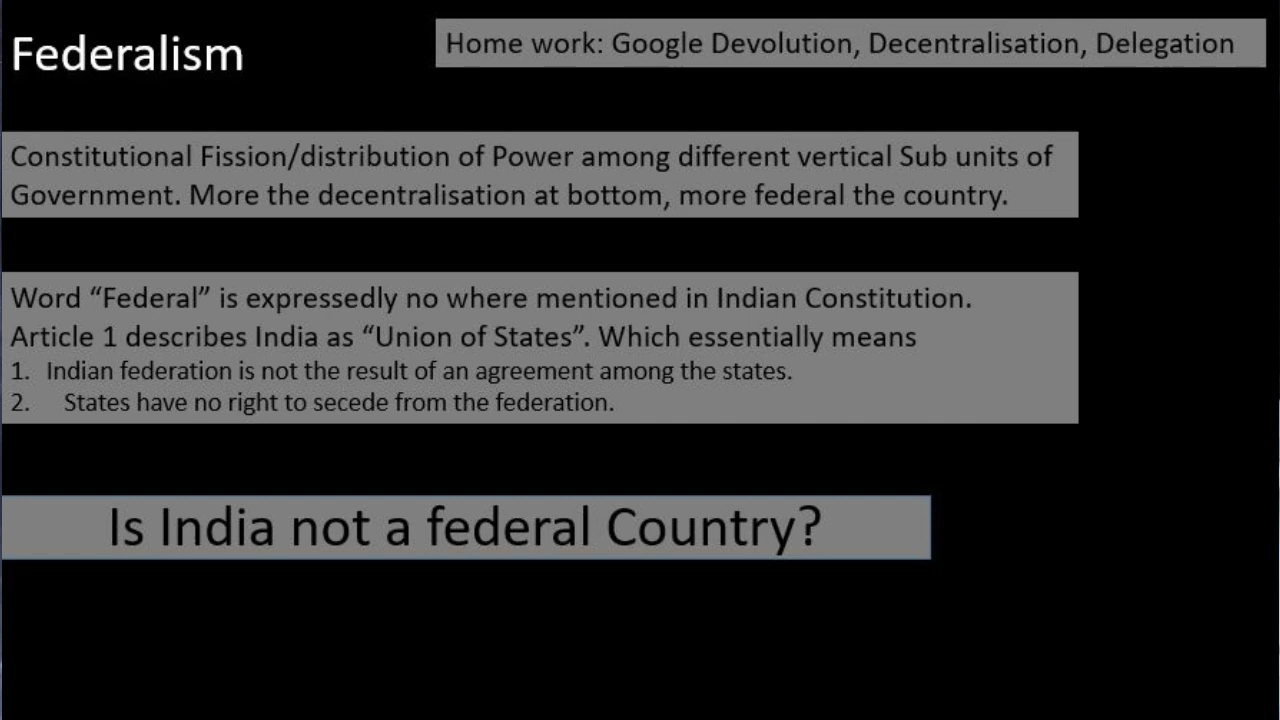 Federalism
Home work: Google Devolution, Decentralisation, Delegation
Constitutional Fission/distribution of Power among different vertical Sub units of
Government. More the decentralisation at bottom, more federal the country.
Word “Federal” is expressedly no where mentioned in Indian Constitution.
Article 1 describes India as “Union of States”. Which essentially means
1. Indian federation is not the result of an agreement among the states.
2. States have no right to secede from the federation.
Is India not a federal Country?